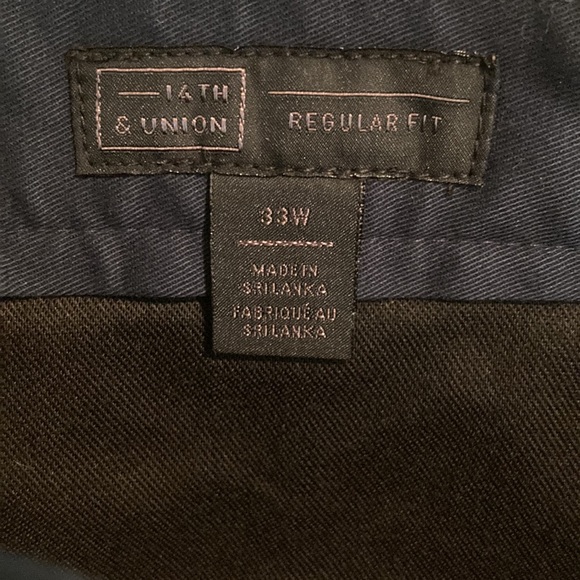 14TH
& UNION
REGULAR FIT
33W
MADE IN
SRI LANKA
FABRIQUÉ AU
SRI LANKA